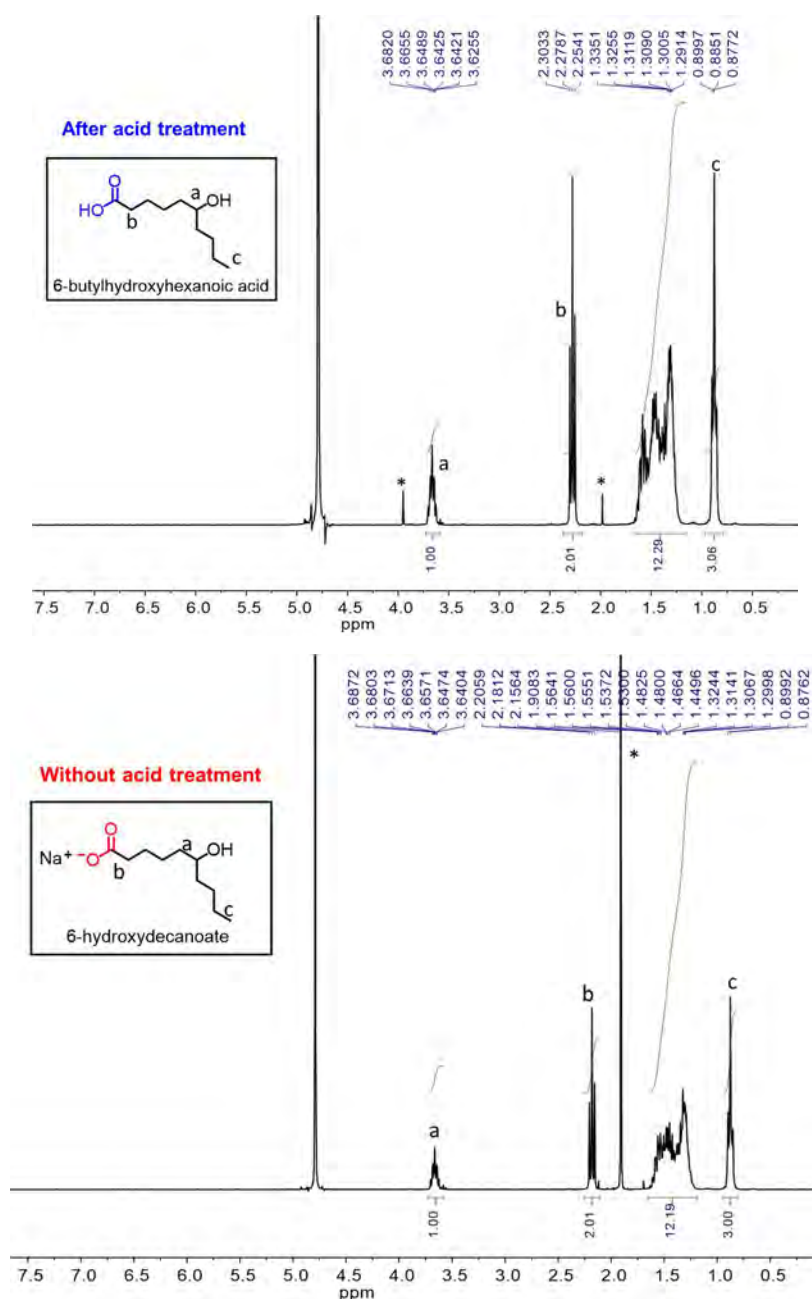 3.6820
3.6655
3.6489
3.6425
3.6421
3.6255
2.3033
2.2787
2.2541
1.3351
1.3255
1.3119
1.3090
1.3005
1.2914
0.8997
0.8851
0.8772
After acid treatment
O
HO
b
a
OH
c
6-butylhydroxyhexanoic acid
c
b
a
*
*
1.00
2.01
12.29
3.06
7.5 7.0 6.5 6.0 5.5 5.0 4.5 4.0 3.5 3.0 2.5 2.0 1.5 1.0 0.5
ppm
3.6872
3.6803
3.6713
3.6639
3.6571
3.6474
3.6404
2.2059
2.1812
2.1564
1.9083
1.5641
1.5600
1.5551
1.5372
1.5300
1.4825
1.4800
1.4664
1.4496
1.3244
1.3141
1.3067
1.2998
0.8992
0.8762
*
Without acid treatment
O
Na+ -O
b
a
OH
c
6-hydroxydecanoate
b
c
a
1.00
2.01
12.19
3.00
7.5 7.0 6.5 6.0 5.5 5.0 4.5 4.0 3.5 3.0 2.5 2.0 1.5 1.0 0.5
ppm